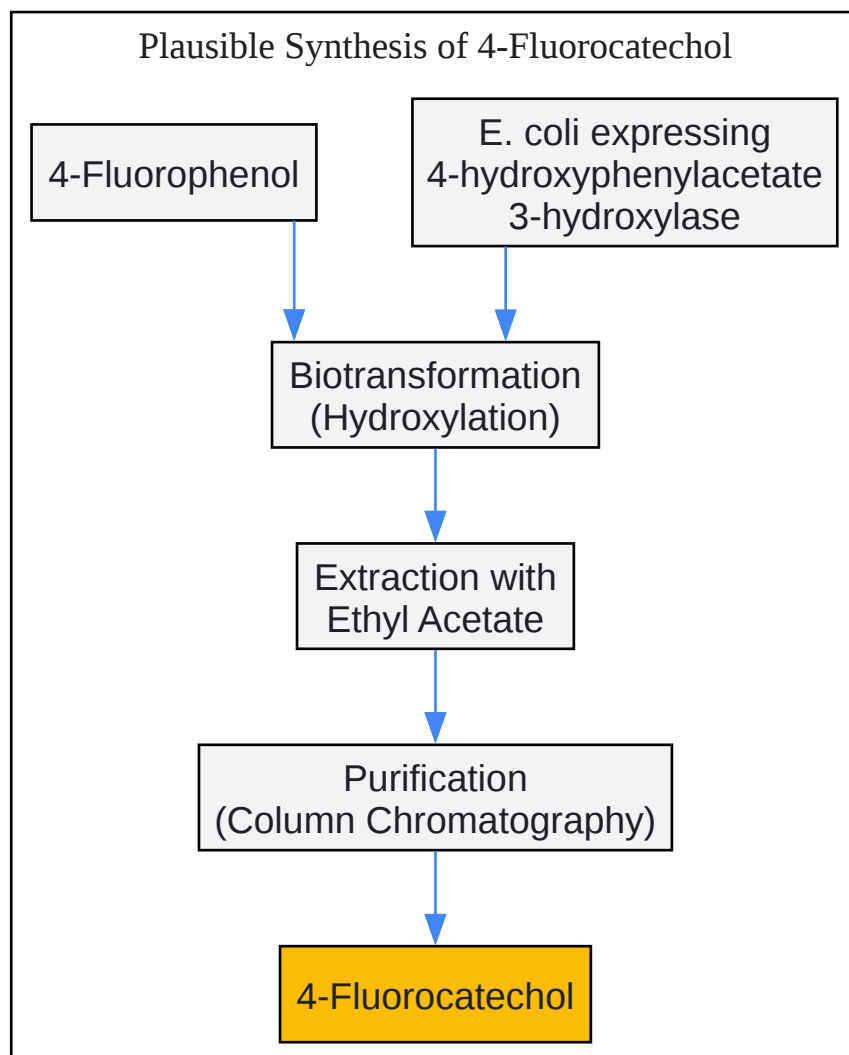 Plausible Synthesis of 4-Fluorocatechol
4-Fluorophenol
E. coli expressing
4-hydroxyphenylacetate
3-hydroxylase
Biotransformation
(Hydroxylation)
Extraction with
Ethyl Acetate
Purification
(Column Chromatography)
4-Fluorocatechol